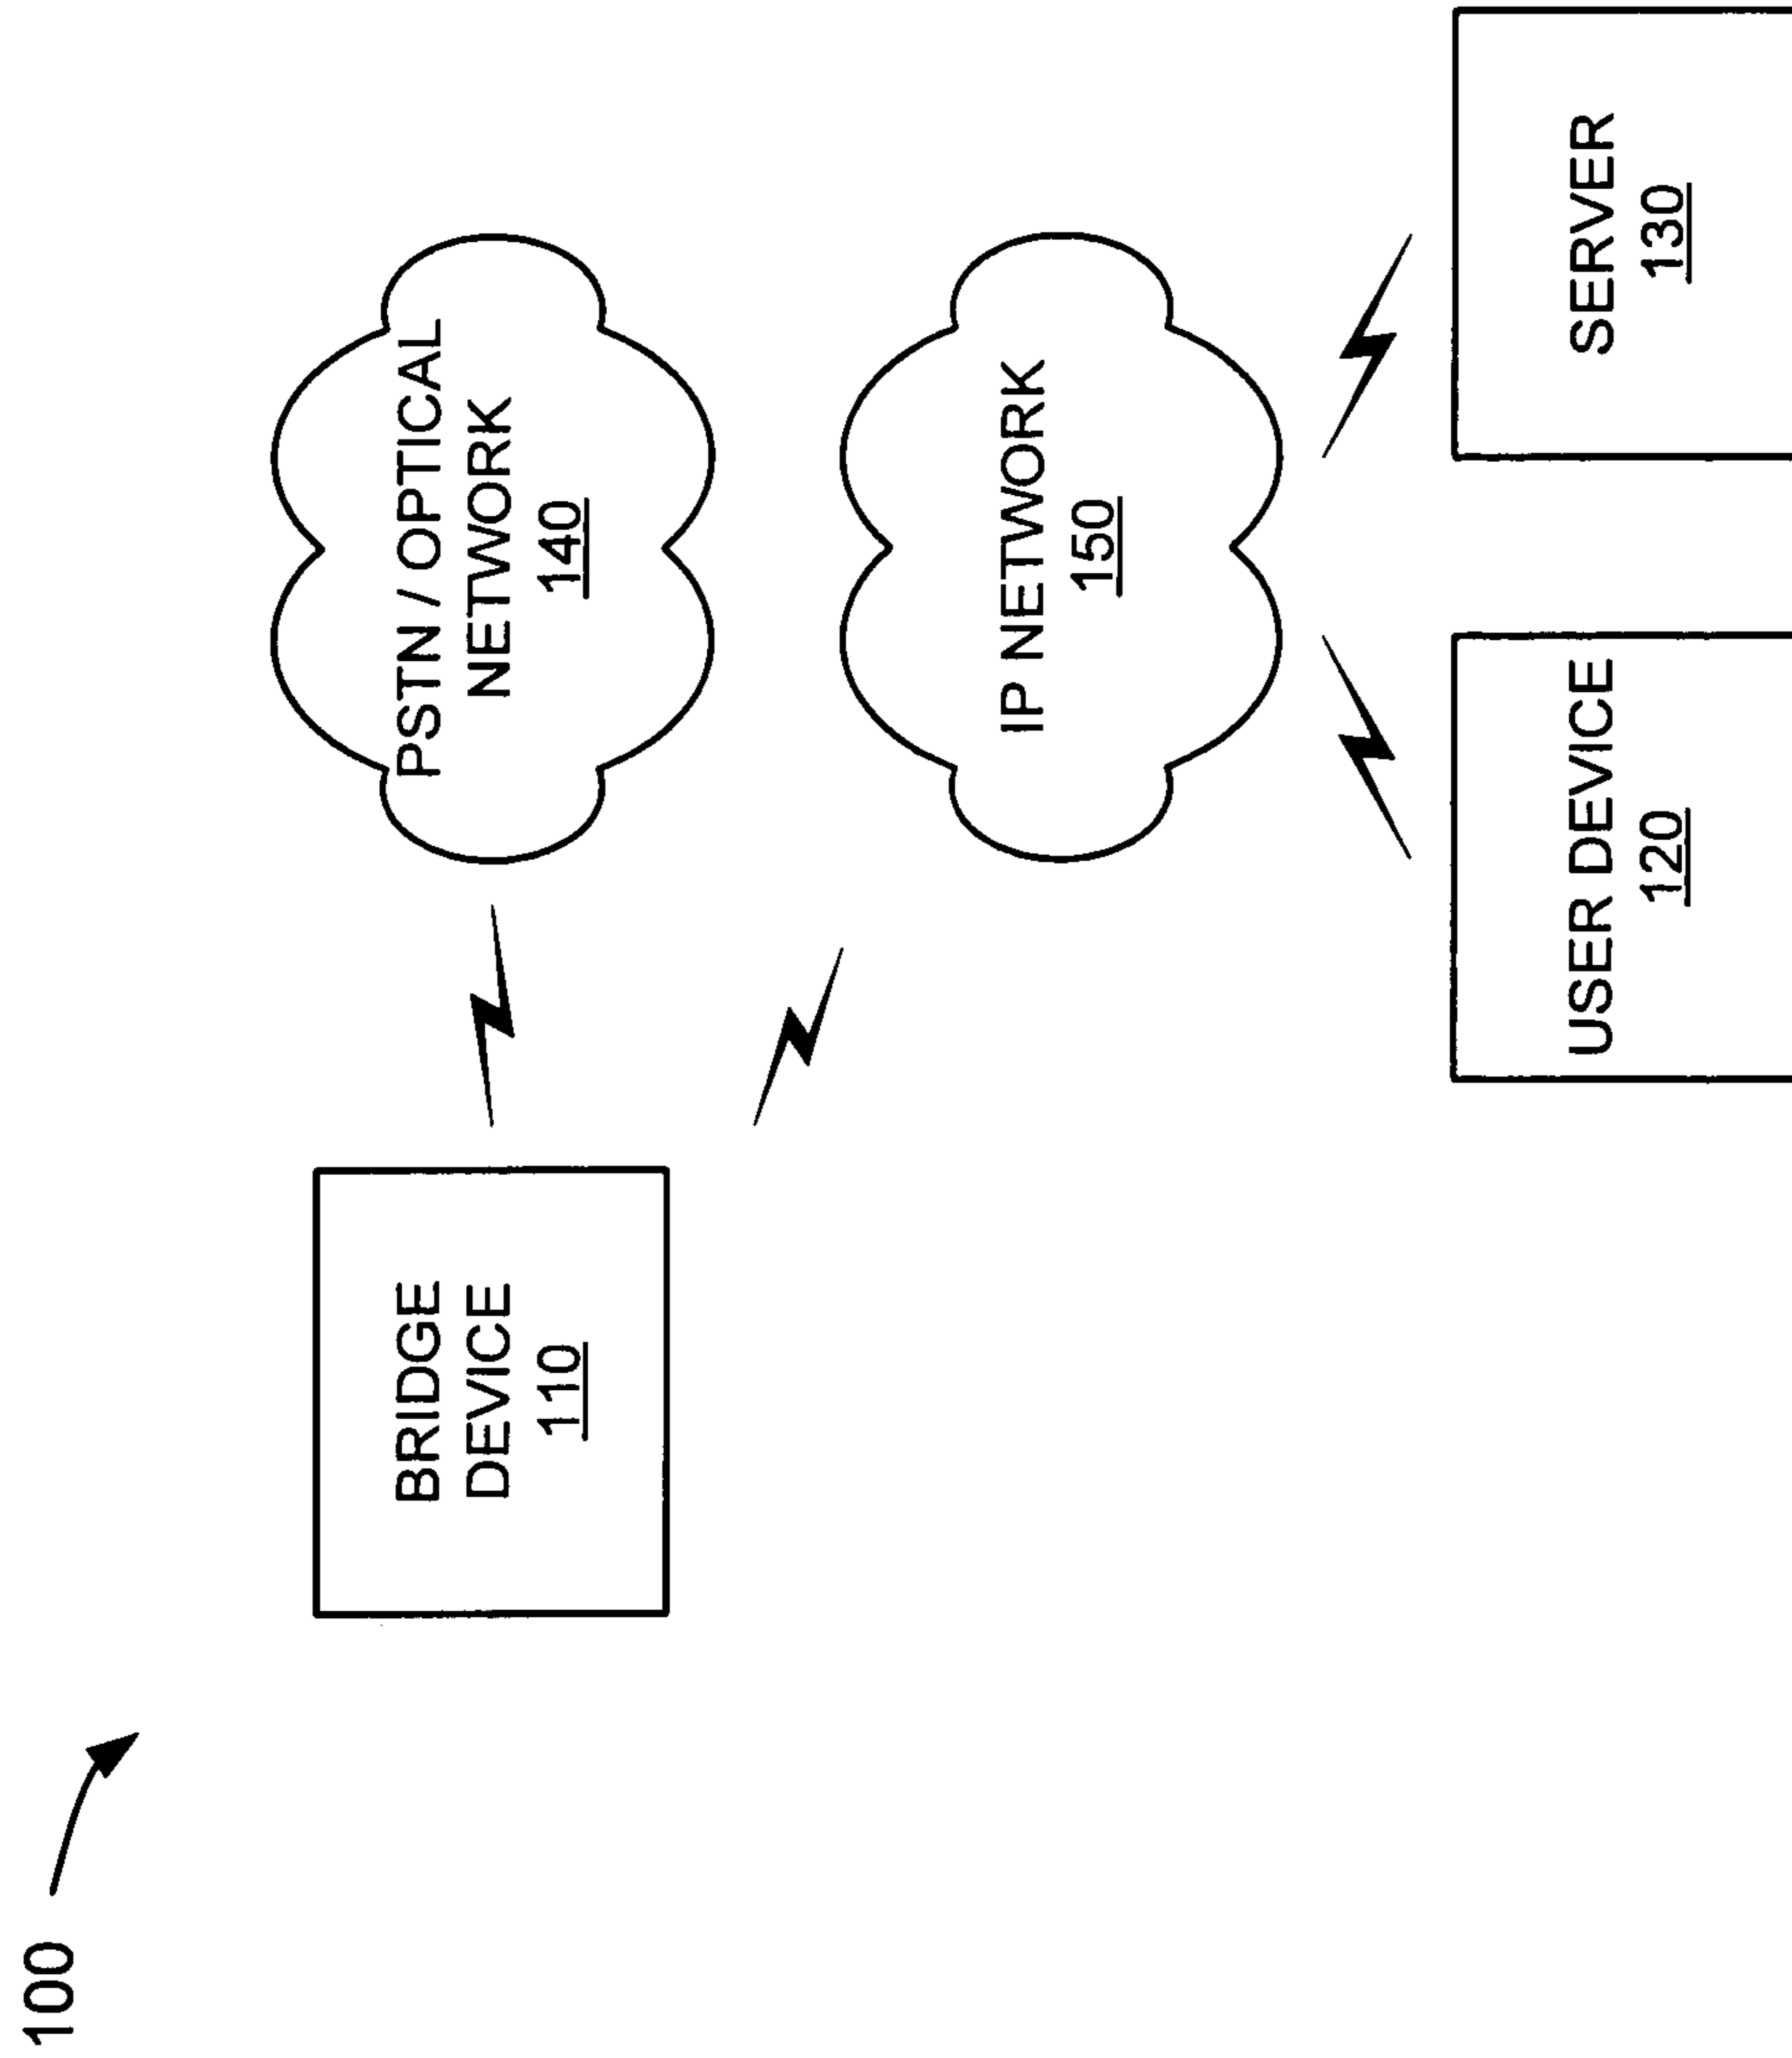 100
BRIDGE
DEVICE
110
PSTN / OPTICAL
NETWORK
140
IP NETWORK
150
USER DEVICE
120
SERVER
130